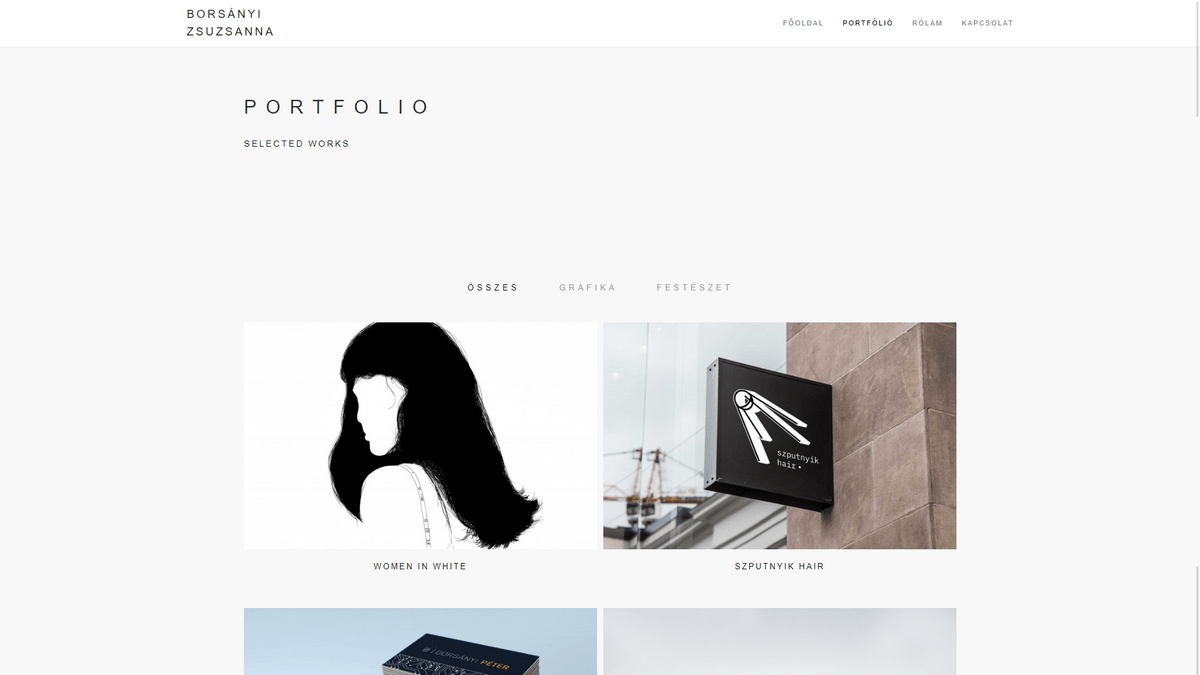 BORSÁNYI
ZSUZSANNA
FŐOLDAL PORTFÓLIÓ RÓLAM KAPCSOLAT
PORTFOLIO
SELECTED WORKS
ÖSSZES GRAFIKA FESTÉSZET
szputnyik
hair
WOMEN IN WHITE SZPUTNYIK HAIR
BORSÁNYI PÉTER